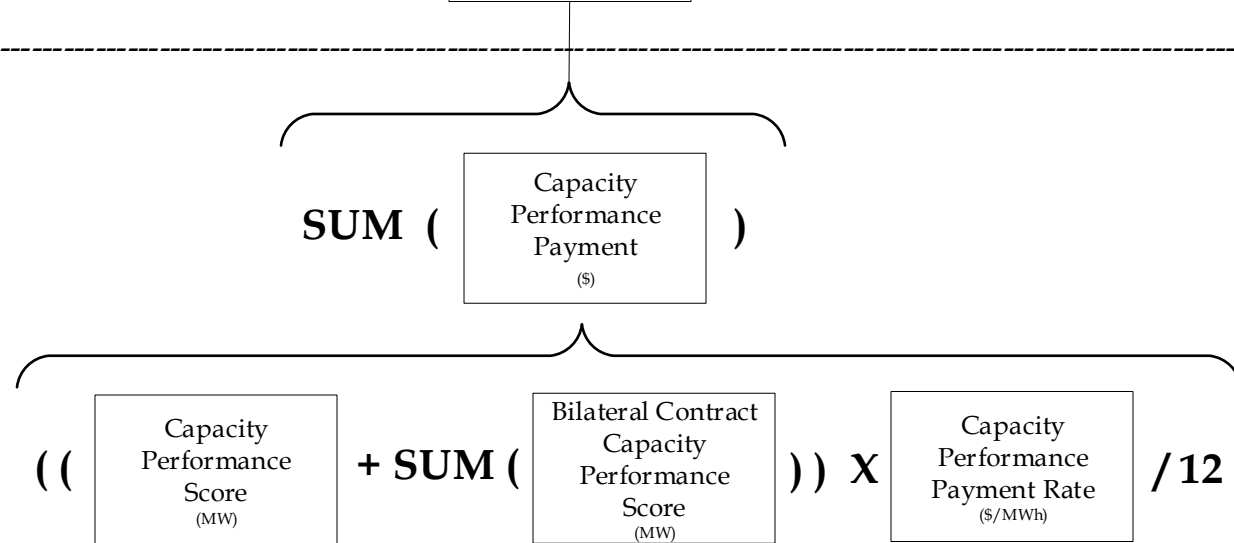 SUM ( Capacity Performance Payment ($) )
( ( Capacity Performance Score (MW) + SUM ( Bilateral Contract Capacity Performance Score (MW) ) ) X Capacity Performance Payment Rate ($/MWh) / 12